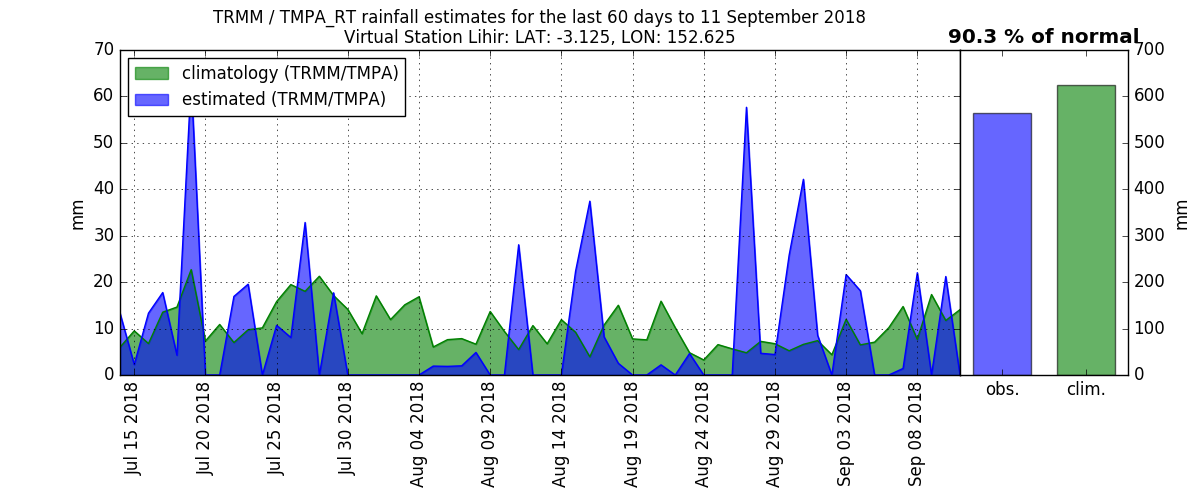 TRMM / TMPA_RT rainfall estimates for the last 60 days to 11 September 2018
Virtual Station Lihir: LAT: -3.125, LON: 152.625
90.3 % of normal
climatology (TRMM/TMPA)
estimated (TRMM/TMPA)
70
60
50
40
30
20
10
0
mm
700
600
500
400
300
200
100
0
mm
Jul 15 2018
Jul 20 2018
Jul 25 2018
Jul 30 2018
Aug 04 2018
Aug 09 2018
Aug 14 2018
Aug 19 2018
Aug 24 2018
Aug 29 2018
Sep 03 2018
Sep 08 2018
obs.
clim.